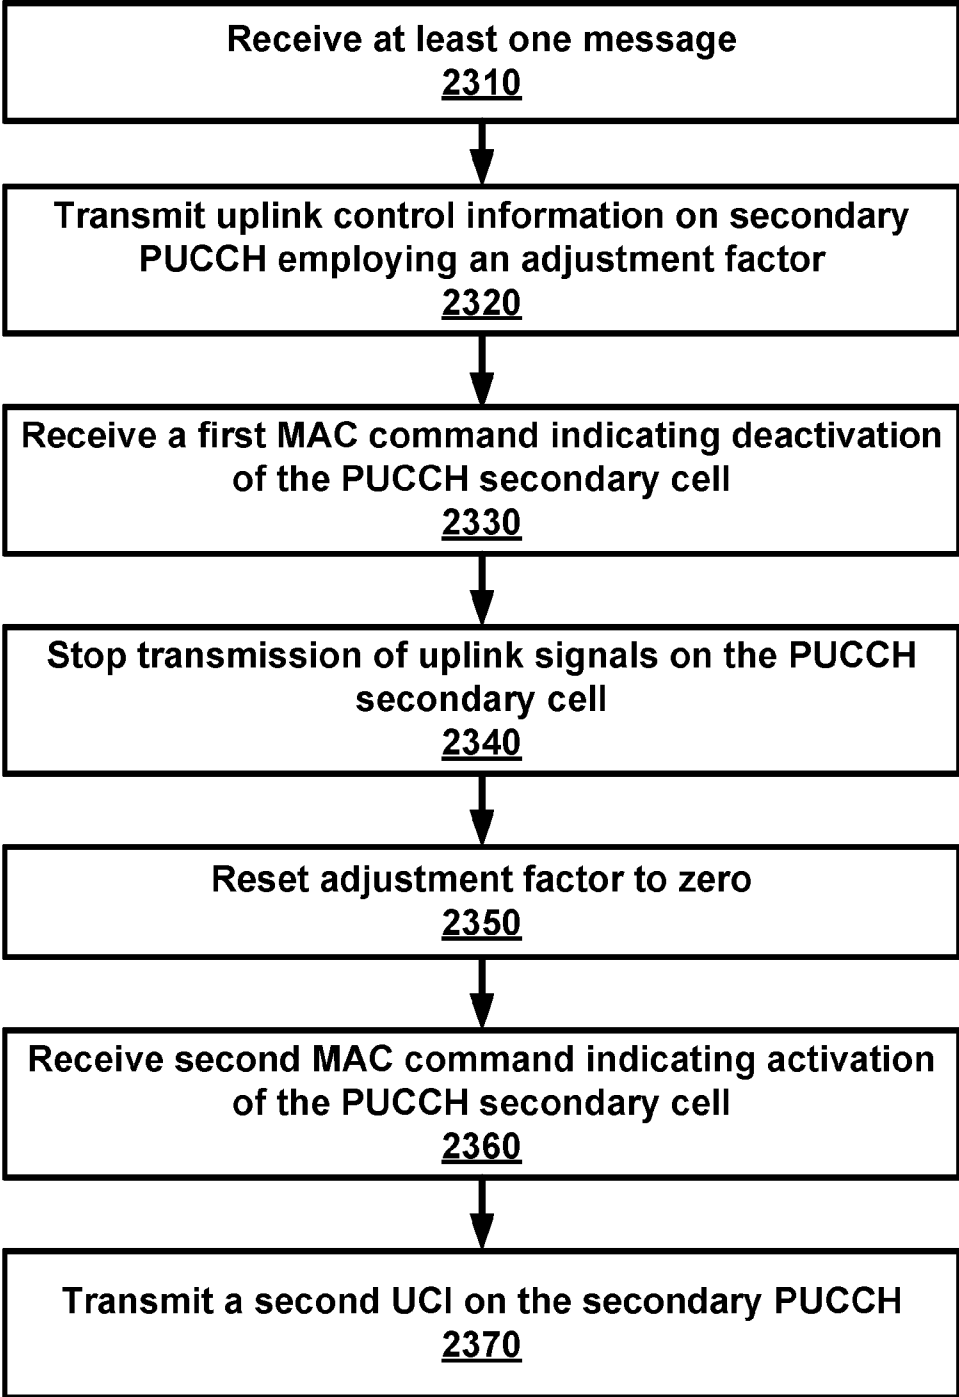 Receive at least one message
2310
Transmit uplink control information on secondary
PUCCH employing an adjustment factor
2320
Receive a first MAC command indicating deactivation
of the PUCCH secondary cell
2330
Stop transmission of uplink signals on the PUCCH
secondary cell
2340
Reset adjustment factor to zero
2350
Receive second MAC command indicating activation
of the PUCCH secondary cell
2360
Transmit a second UCI on the secondary PUCCH
2370